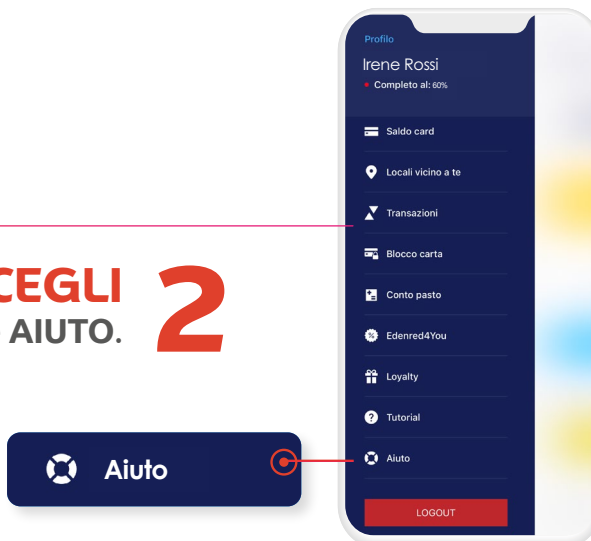 Profilo
Irene Rossi
Completo al: 60%
Saldo card
Locali vicino a te
Transazioni
Blocco carta
Conto pasto
Edenred4You
Loyalty
Tutorial
Aiuto
LOGOUT
CEGLI
AIUTO.
2
Aiuto